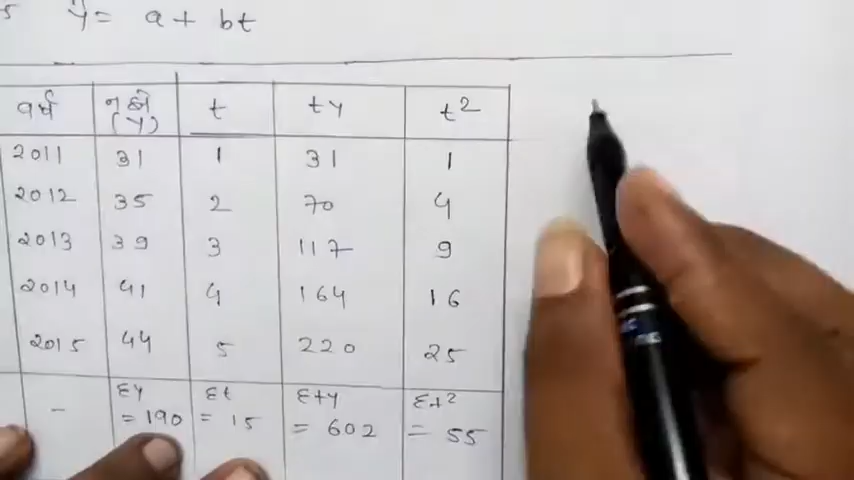 ŷ = a + bt
वर्ष નફો (y) t ty t²
2011 31 1 31 1
2012 35 2 70 4
2013 39 3 117 9
2014 41 4 164 16
2015 44 5 220 25
- Σy = 190 Σt = 15 Σty = 602 Σt² = 55